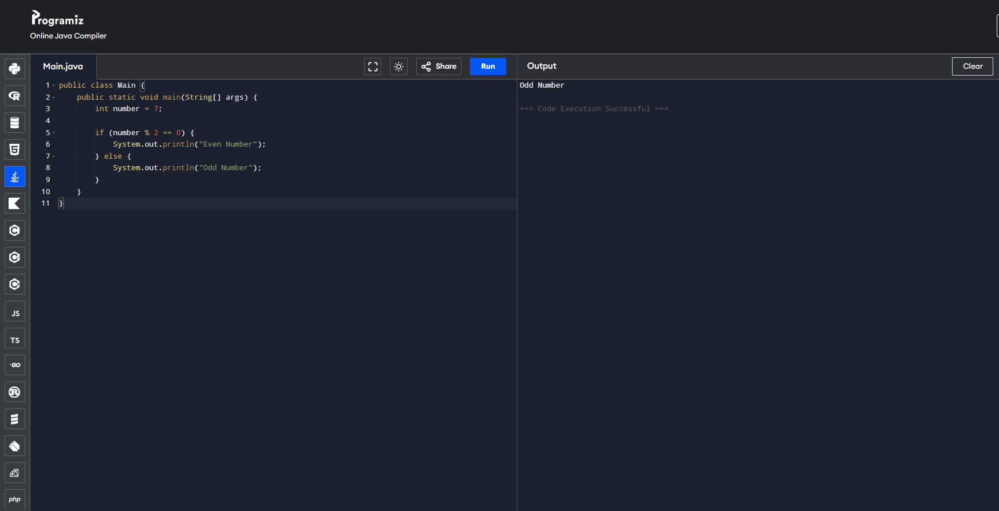 Programiz
Online Java Compiler
Main.java
Share
Run
Output
Clear
1 public class Main {
2 public static void main(String[] args) {
3 int number = 7;
4
5 if (number % 2 == 0) {
6 System.out.println("Even Number");
7 } else {
8 System.out.println("Odd Number");
9 }
10 }
11 }
Odd Number
=== Code Execution Successful ===
R
5
C
C
C
JS
TS
GO
R
php